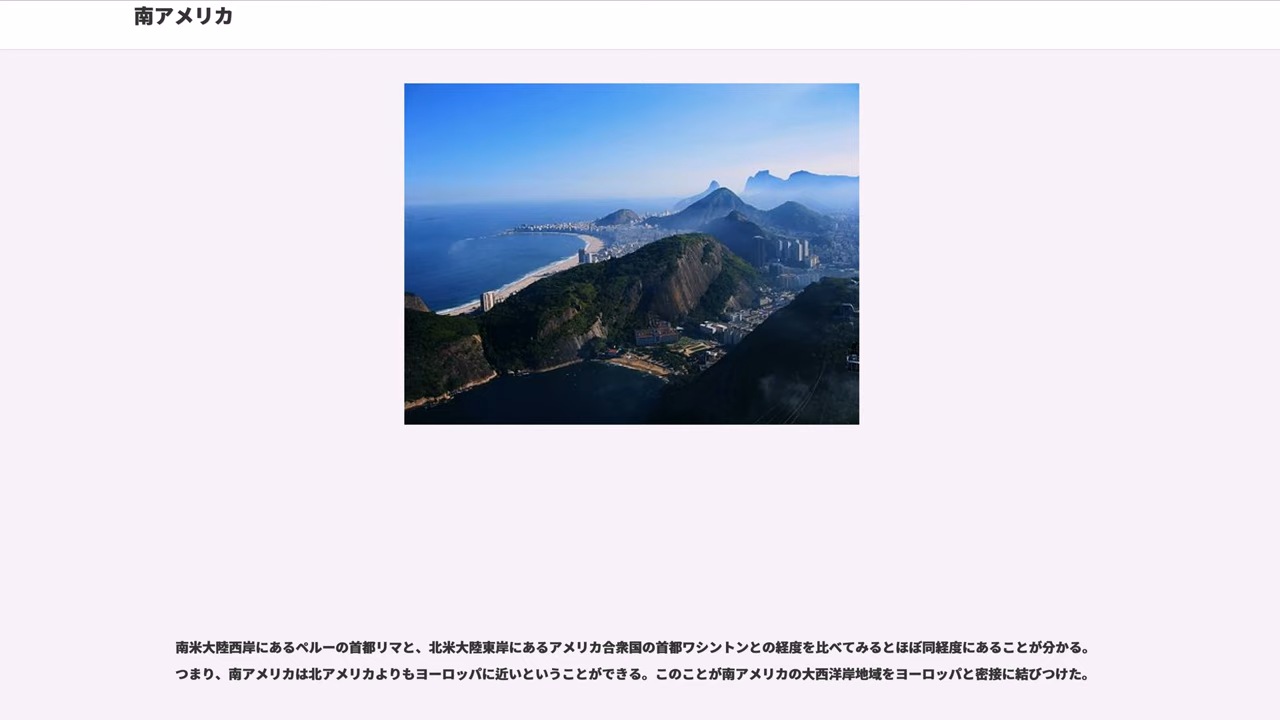 南アメリカ
南米大陸西岸にあるペルーの首都リマと、北米大陸東岸にあるアメリカ合衆国の首都ワシントンとの経度を比べてみるとほぼ同経度にあることが分かる。
つまり、南アメリカは北アメリカよりもヨーロッパに近いということができる。このことが南アメリカの大西洋岸地域をヨーロッパと密接に結びつけた。